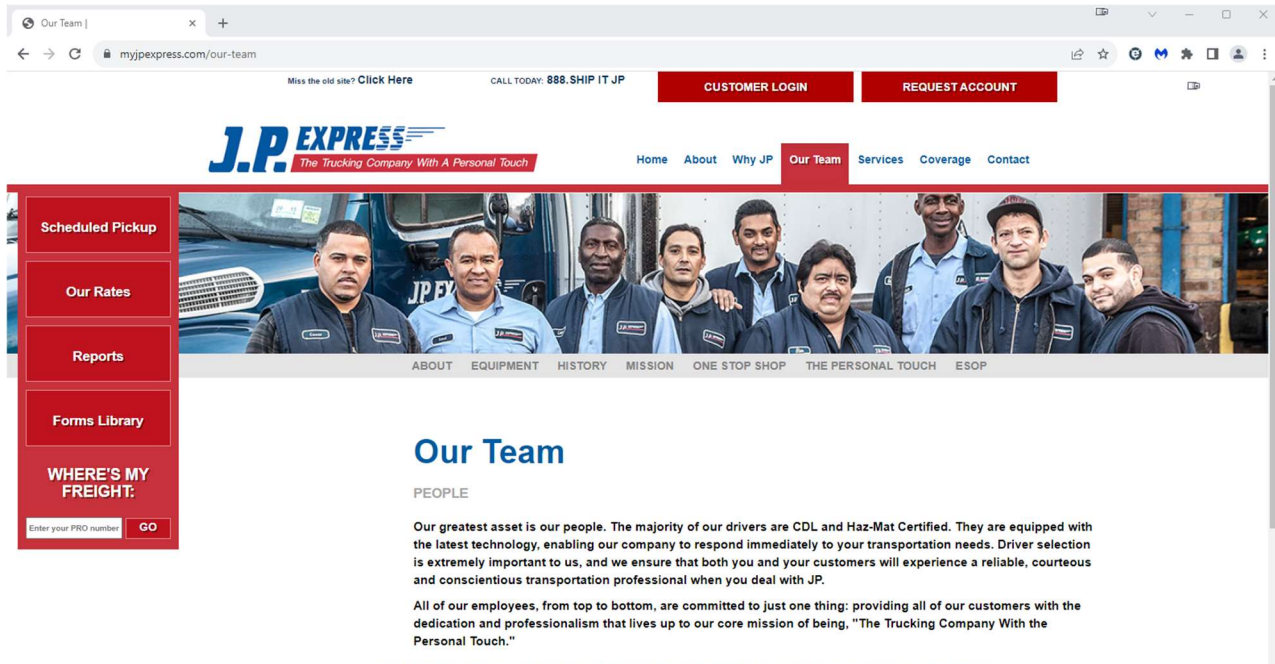 Our Team |
myjpexpress.com/our-team
Miss the old site? Click Here
CALL TODAY: 888.SHIP IT JP
CUSTOMER LOGIN
REQUEST ACCOUNT
J.P. EXPRESS
The Trucking Company With A Personal Touch
Home About Why JP Our Team Services Coverage Contact
Scheduled Pickup
Our Rates
Reports
Forms Library
WHERE'S MY
FREIGHT:
Enter your PRO number GO
JP EX
ABOUT EQUIPMENT HISTORY MISSION ONE STOP SHOP THE PERSONAL TOUCH ESOP
Our Team
PEOPLE
Our greatest asset is our people. The majority of our drivers are CDL and Haz-Mat Certified. They are equipped with
the latest technology, enabling our company to respond immediately to your transportation needs. Driver selection
is extremely important to us, and we ensure that both you and your customers will experience a reliable, courteous
and conscientious transportation professional when you deal with JP.
All of our employees, from top to bottom, are committed to just one thing: providing all of our customers with the
dedication and professionalism that lives up to our core mission of being, "The Trucking Company With the
Personal Touch."